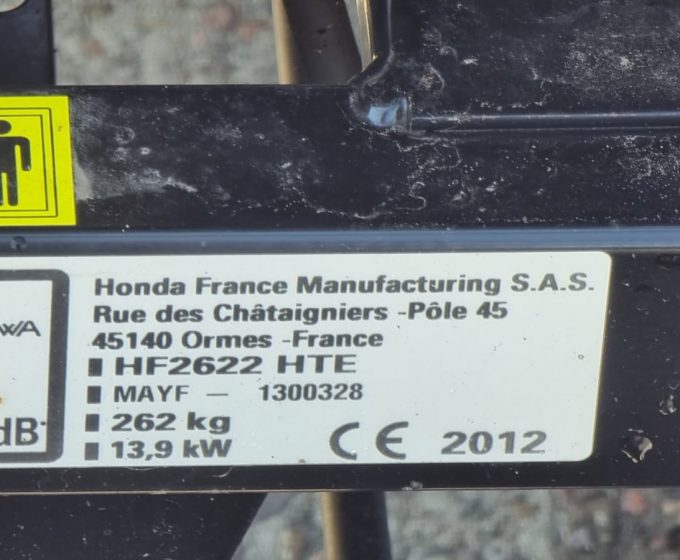 Honda France Manufacturing S.A.S.
Rue des Châtaigniers -Pôle 45
45140 Ormes -France
HF2622 HTE
MAYF – 1300328
262 kg
13,9 kW
CE 2012
dB